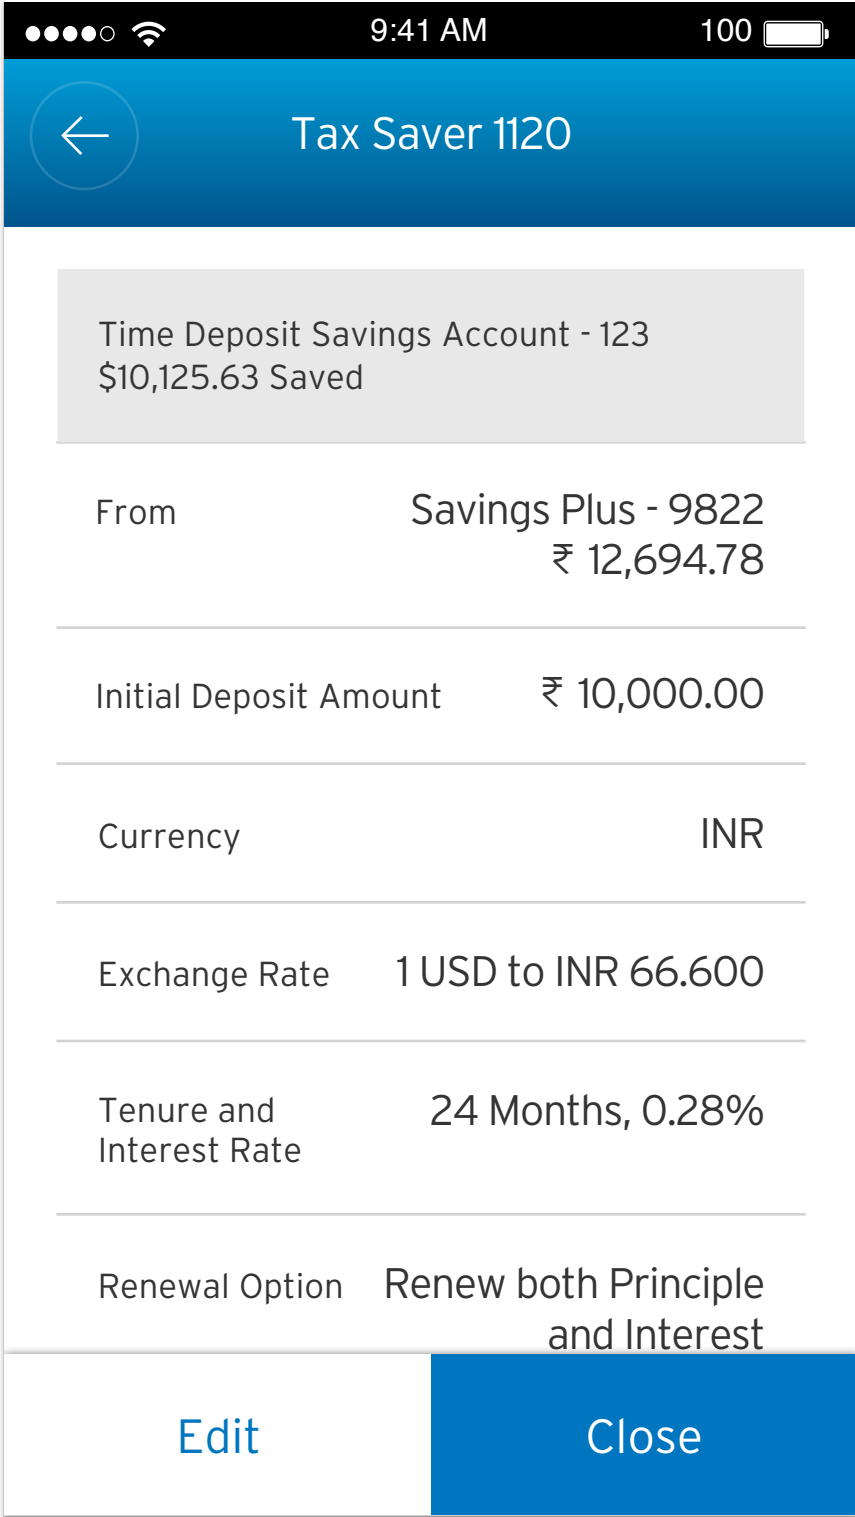 9:41 AM 100
Tax Saver 1120
Time Deposit Savings Account - 123
$10,125.63 Saved
From Savings Plus - 9822
₹ 12,694.78
Initial Deposit Amount ₹ 10,000.00
Currency INR
Exchange Rate 1 USD to INR 66.600
Tenure and 24 Months, 0.28%
Interest Rate
Renewal Option Renew both Principle
and Interest
Edit Close